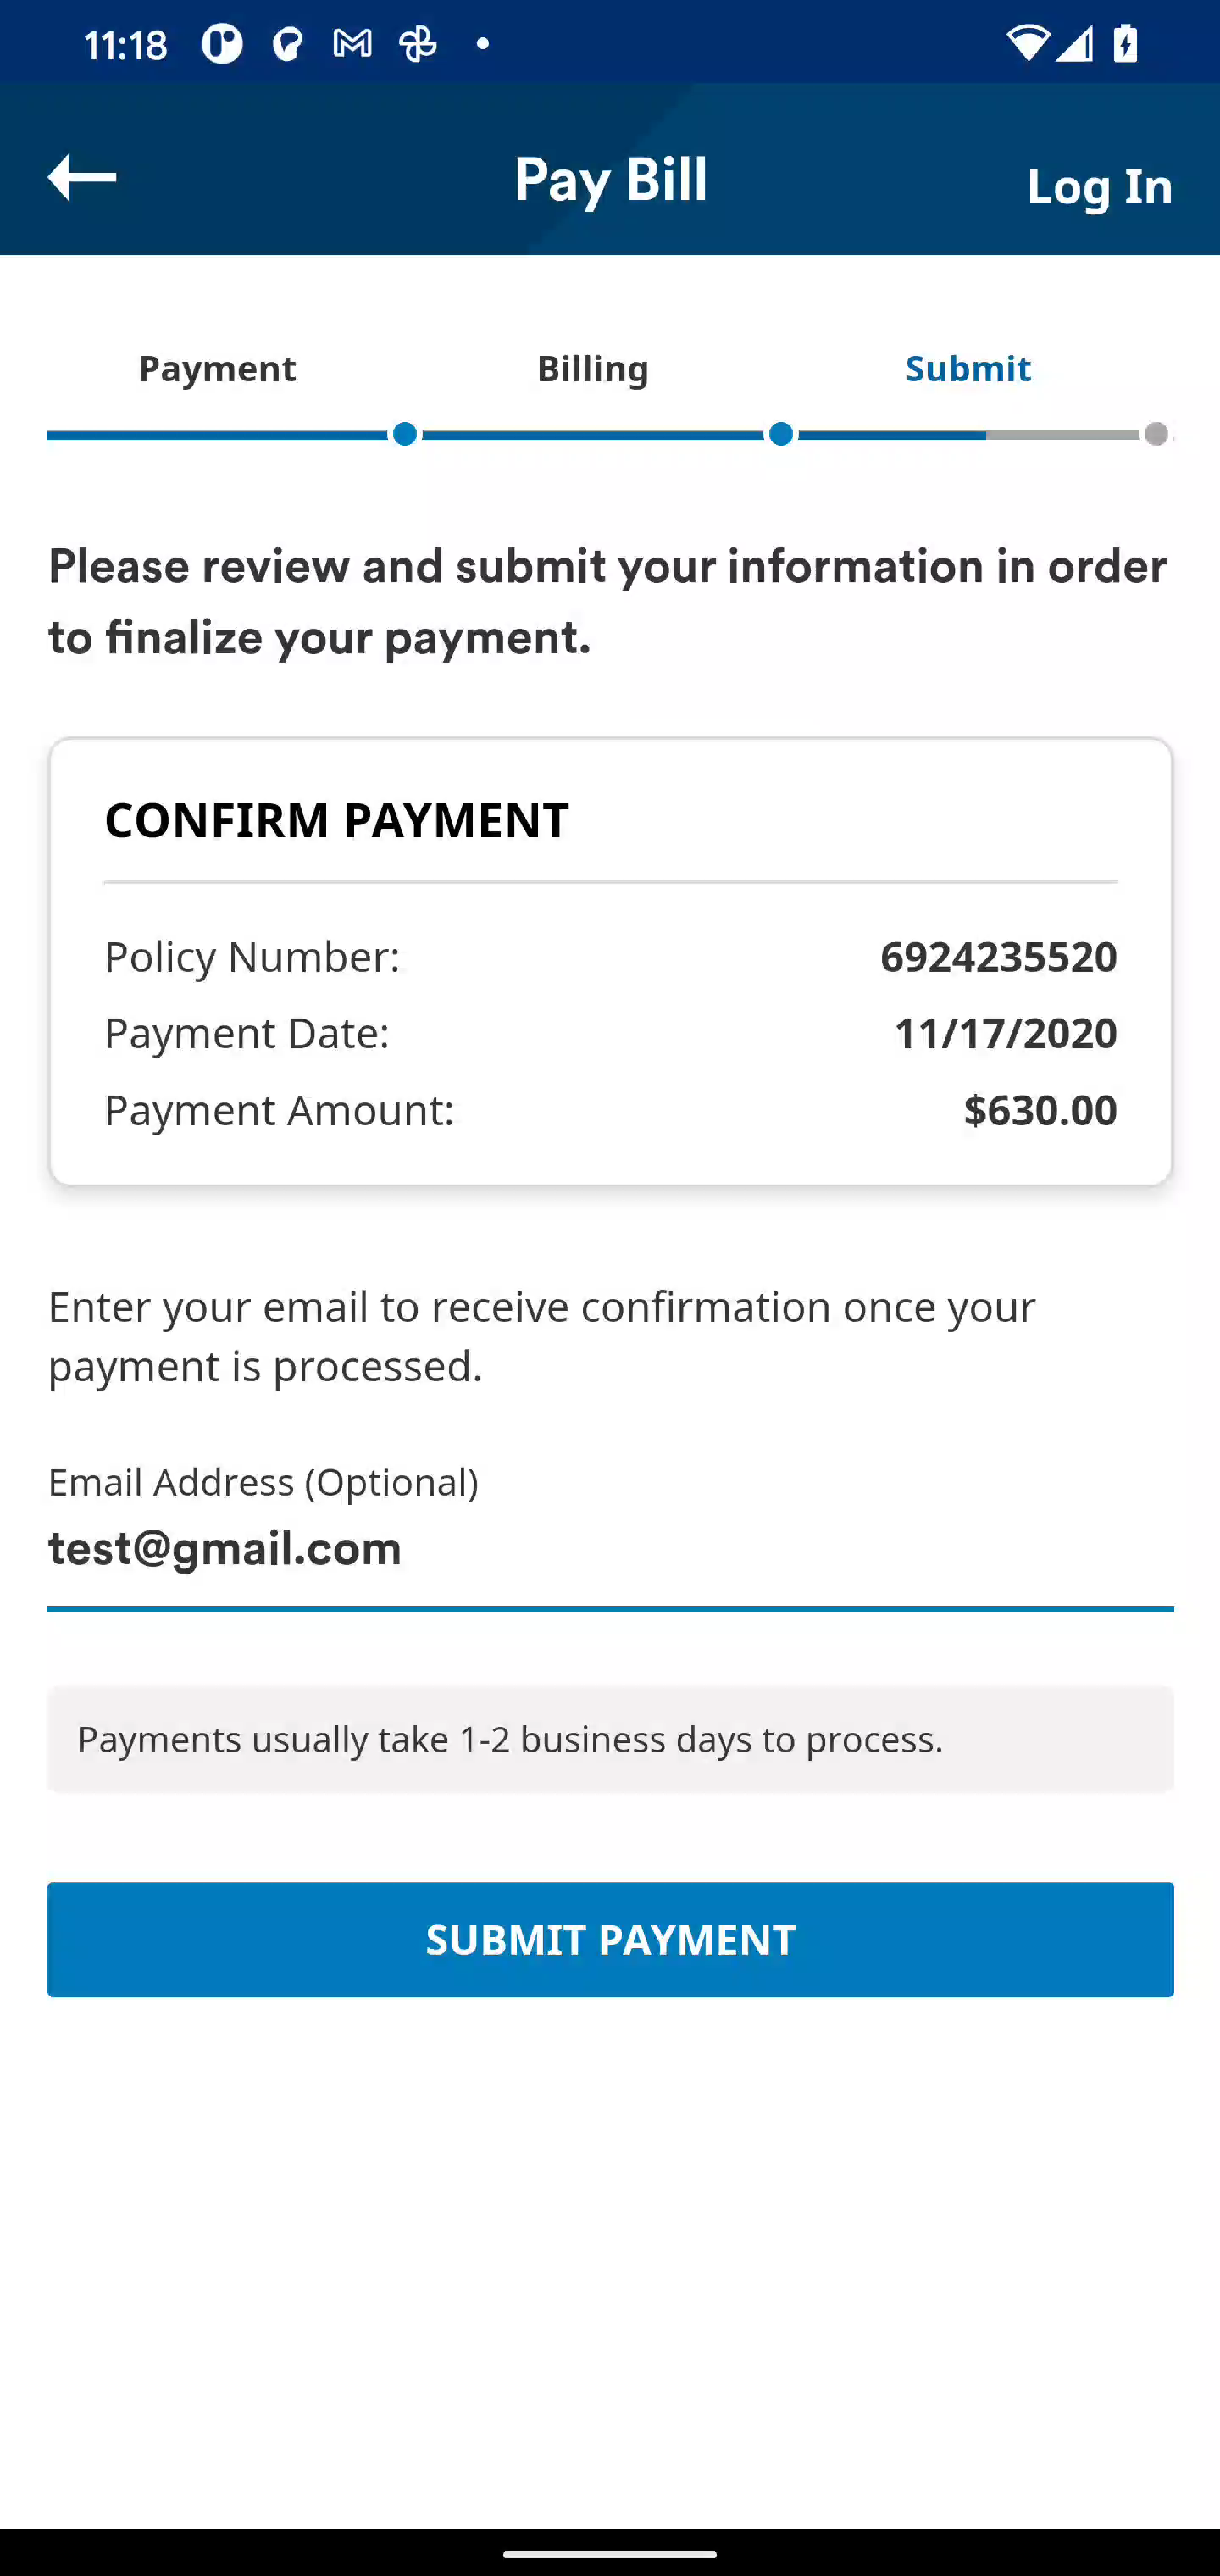 11:18
Pay Bill
Log In
Payment Billing Submit
Please review and submit your information in order
to finalize your payment.
CONFIRM PAYMENT
Policy Number: 6924235520
Payment Date: 11/17/2020
Payment Amount: $630.00
Enter your email to receive confirmation once your
payment is processed.
Email Address (Optional)
test@gmail.com
Payments usually take 1-2 business days to process.
SUBMIT PAYMENT